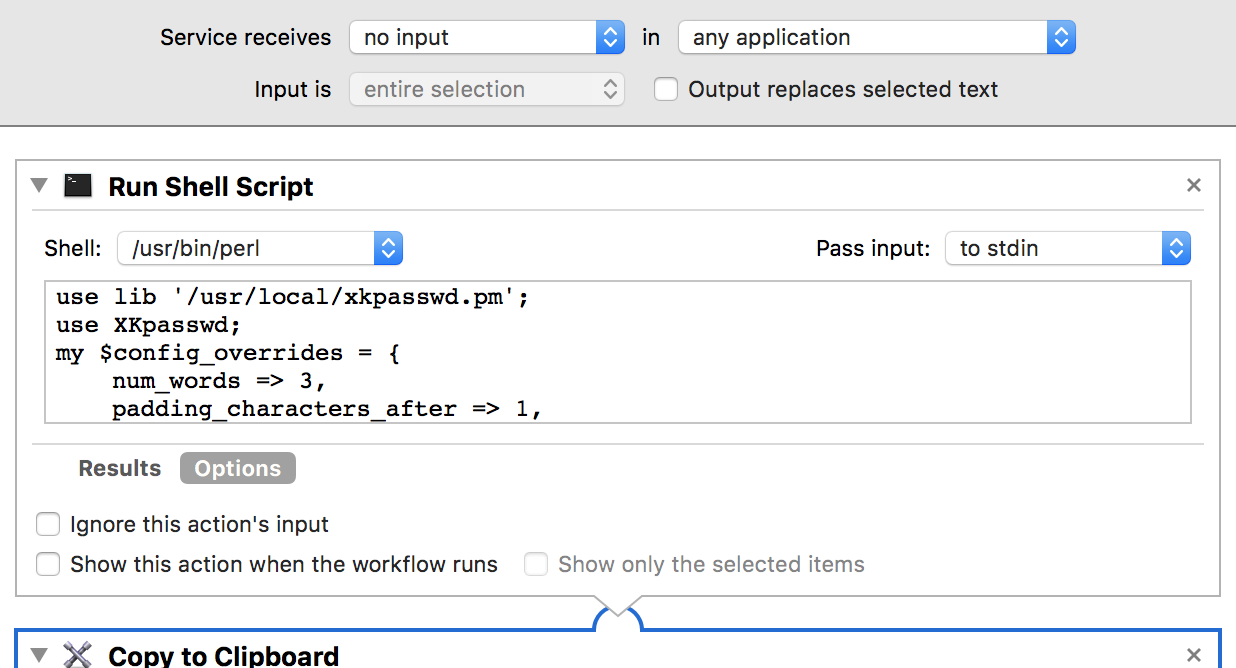 Service receives no input in any application
Input is entire selection Output replaces selected text
Run Shell Script
Shell: /usr/bin/perl Pass input: to stdin
use lib '/usr/local/xkpasswd.pm';
use XKpasswd;
my $config_overrides = {
    num_words => 3,
    padding_characters_after => 1,
Results Options
Ignore this action's input
Show this action when the workflow runs Show only the selected items
Copy to Clipboard